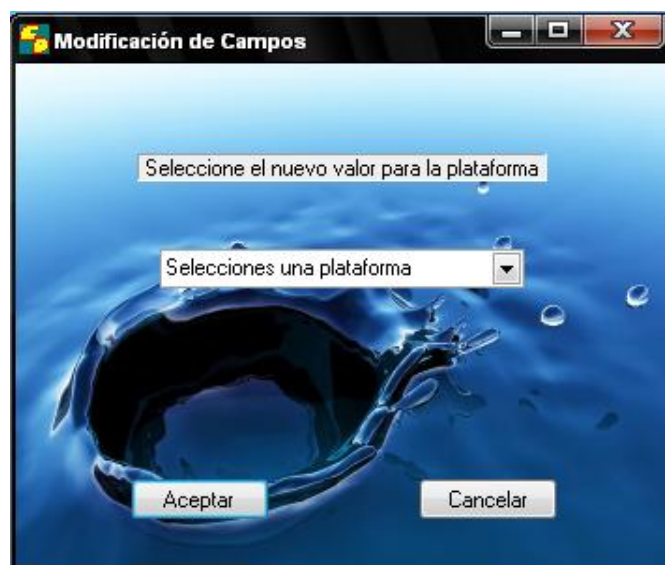 Modificación de Campos
Seleccione el nuevo valor para la plataforma
Selecciones una plataforma
Aceptar
Cancelar